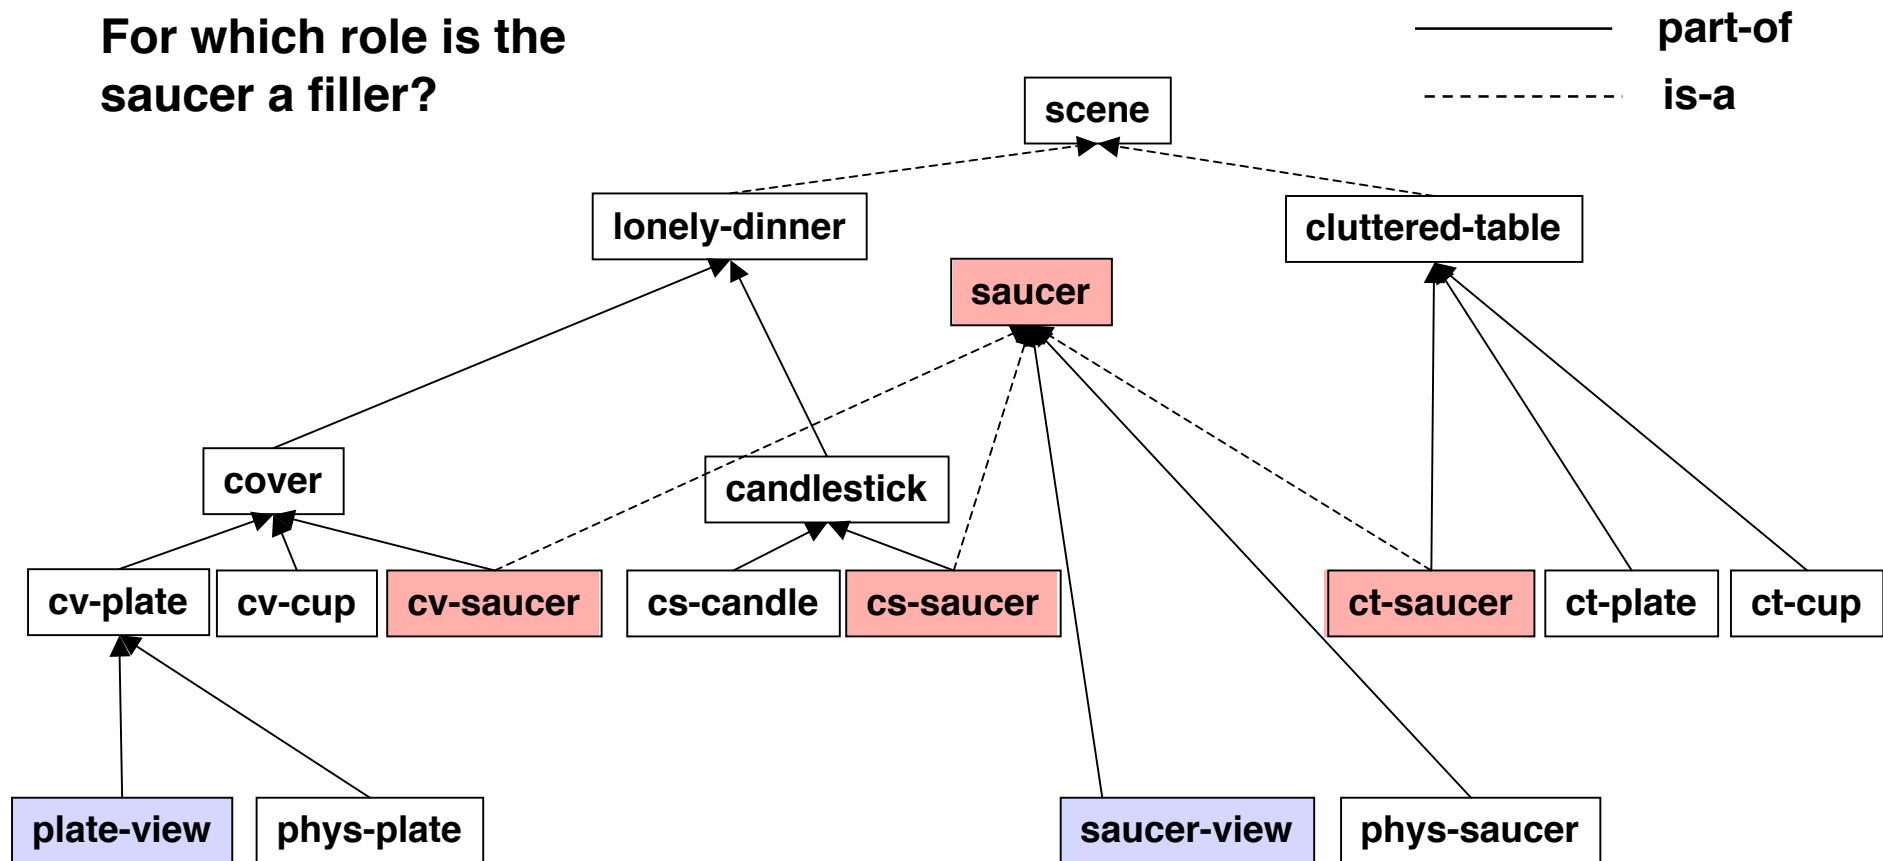 For which role is the
saucer a filler?
part-of
is-a
scene
lonely-dinner
cluttered-table
saucer
cover
candlestick
cv-plate
cv-cup
cv-saucer
cs-candle
cs-saucer
ct-saucer
ct-plate
ct-cup
plate-view
phys-plate
saucer-view
phys-saucer